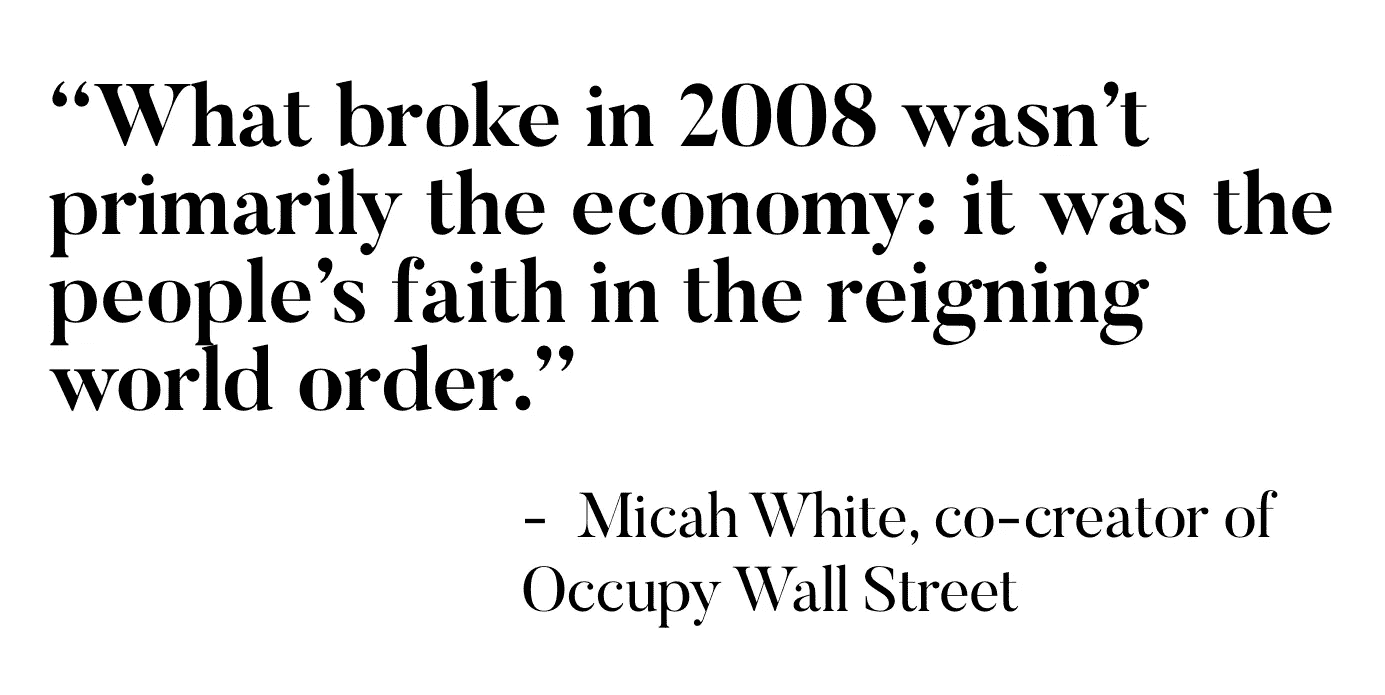 “What broke in 2008 wasn’t
primarily the economy: it was the
people’s faith in the reigning
world order.”
- Micah White, co-creator of
Occupy Wall Street